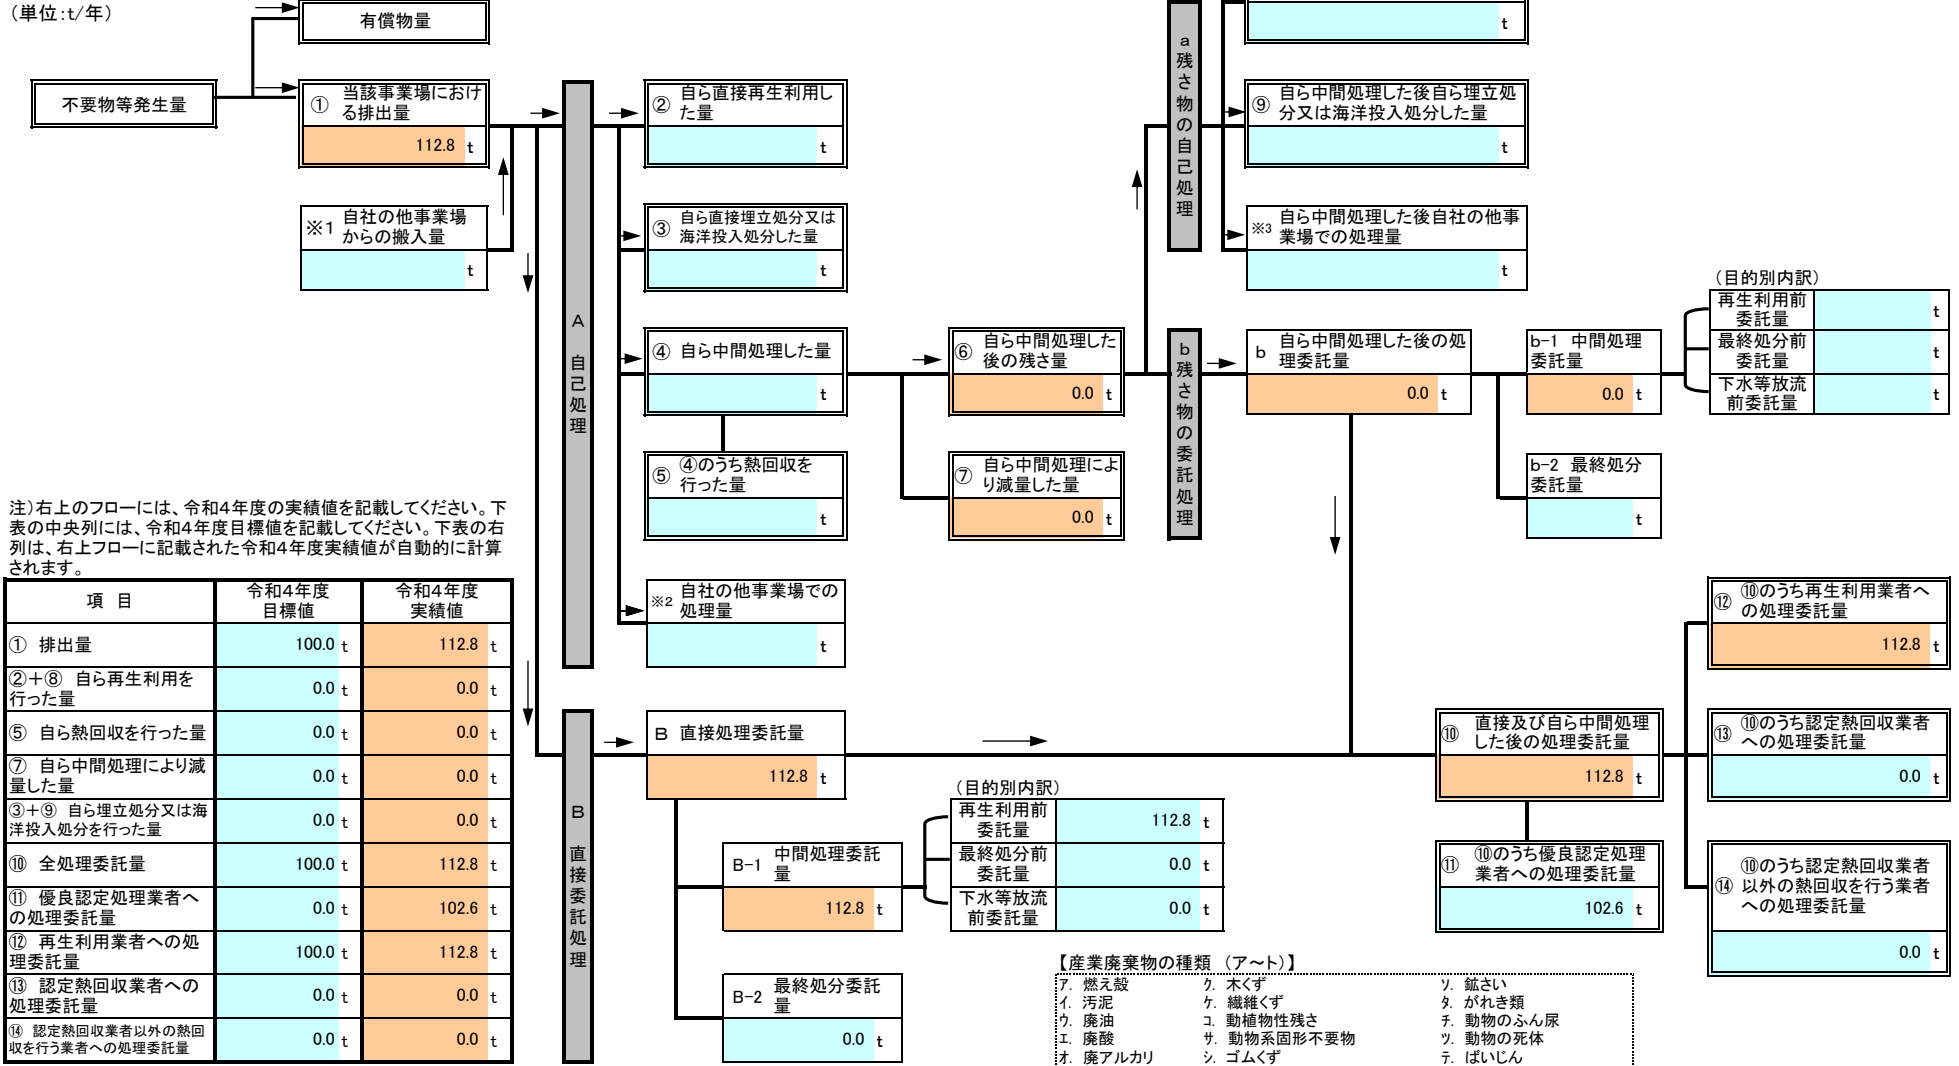 （単位：t/年）
有償物量
不要物等発生量
① 当該事業場におけ
る排出量
112.8 t
※1 自社の他事業場
からの搬入量
t
A 自己処理
② 自ら直接再生利用し
た量
t
③ 自ら直接埋立処分又は
海洋投入処分した量
t
④ 自ら中間処理した量
t
⑤ ④のうち熱回収を
行った量
t
※2 自社の他事業場での
処理量
t
⑥ 自ら中間処理した
後の残さ量
0.0 t
⑦ 自ら中間処理によ
り減量した量
0.0 t
a 残さ物の自己処理
t
⑨ 自ら中間処理した後自ら埋立処
分又は海洋投入処分した量
t
※3 自ら中間処理した後自社の他事
業場での処理量
t
b 残さ物の委託処理
b 自ら中間処理した後の処
理委託量
0.0 t
b-1 中間処理
委託量
0.0 t
b-2 最終処分
委託量
t
（目的別内訳）
再生利用前
委託量
t
最終処分前
委託量
t
下水等放流
前委託量
t
注）右上のフローには、令和4年度の実績値を記載してください。下
表の中央列には、令和4年度目標値を記載してください。下表の右
列は、右上フローに記載された令和4年度実績値が自動的に計算
されます。
項 目 令和4年度 令和4年度
目標値 実績値
① 排出量 100.0 t 112.8 t
②＋⑧ 自ら再生利用を
行った量 0.0 t 0.0 t
⑤ 自ら熱回収を行った量 0.0 t 0.0 t
⑦ 自ら中間処理により減
量した量 0.0 t 0.0 t
③＋⑨ 自ら埋立処分又は海
洋投入処分を行った量 0.0 t 0.0 t
⑩ 全処理委託量 100.0 t 112.8 t
⑪ 優良認定処理業者へ
の処理委託量 0.0 t 102.6 t
⑫ 再生利用業者への処
理委託量 100.0 t 112.8 t
⑬ 認定熱回収業者への
処理委託量 0.0 t 0.0 t
⑭ 認定熱回収業者以外の熱回
収を行う業者への処理委託量 0.0 t 0.0 t
B 直接委託処理
B 直接処理委託量
112.8 t
B-1 中間処理委託
量
112.8 t
B-2 最終処分委託
量
0.0 t
（目的別内訳）
再生利用前
委託量
112.8 t
最終処分前
委託量
0.0 t
下水等放流
前委託量
0.0 t
⑩ 直接及び自ら中間処理
した後の処理委託量
112.8 t
⑪ ⑩のうち優良認定処理
業者への処理委託量
102.6 t
⑫ ⑩のうち再生利用業者へ
の処理委託量
112.8 t
⑬ ⑩のうち認定熱回収業者
への処理委託量
0.0 t
⑭ ⑩のうち認定熱回収業者
以外の熱回収を行う業者
への処理委託量
0.0 t
【産業廃棄物の種類 （ア～ト）】
ア. 燃え殻 ク. 木くず ソ. 鉱さい
イ. 汚泥 ケ. 繊維くず タ. がれき類
ウ. 廃油 コ. 動植物性残さ チ. 動物のふん尿
エ. 廃酸 サ. 動物系固形不要物 ツ. 動物の死体
オ. 廃アルカリ シ. ゴムくず テ. ばいじん